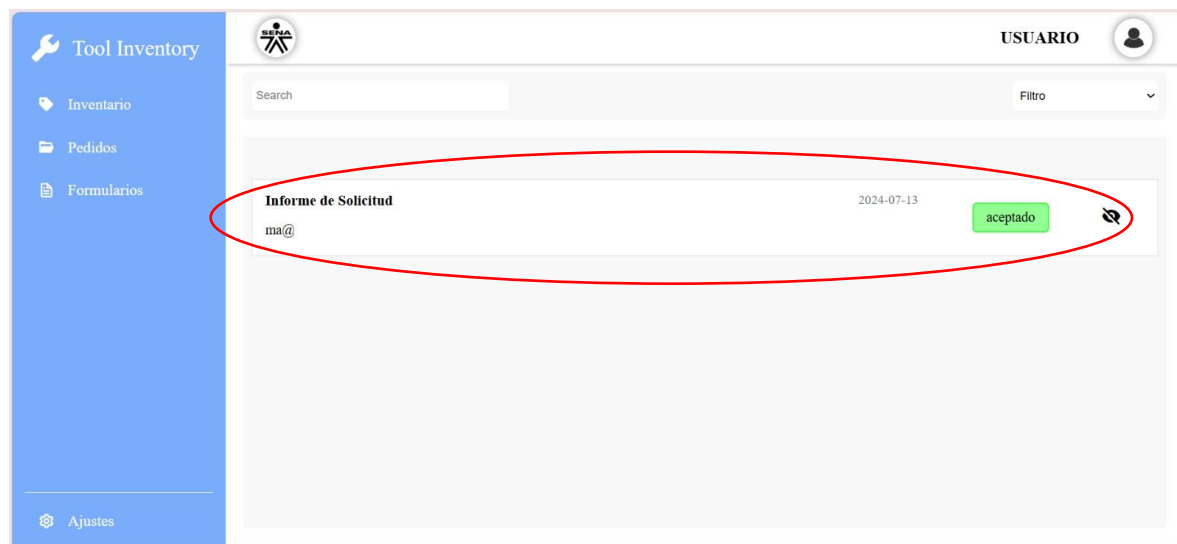 Tool Inventory
SENA
USUARIO
Inventario
Pedidos
Formularios
Ajustes
Search
Filtro
Informe de Solicitud
2024-07-13
aceptado
ma@